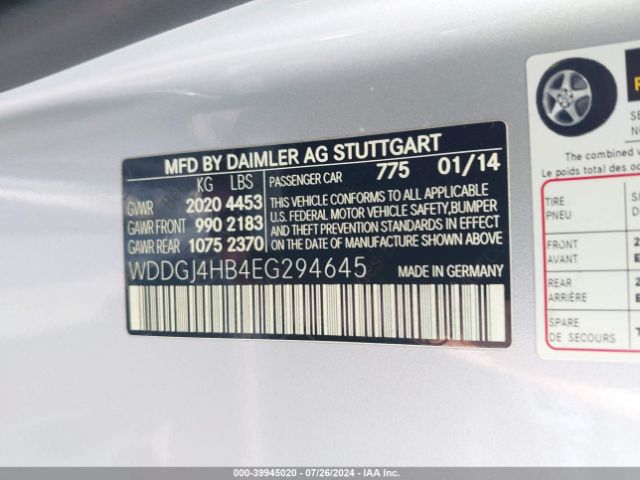 MFD BY DAIMLER AG STUTTGART
KG LBS PASSENGER CAR 775 01/14
GVWR 2020 4453
GAWR FRONT 990 2183
GAWR REAR 1075 2370
THIS VEHICLE CONFORMS TO ALL APPLICABLE
U.S. FEDERAL MOTOR VEHICLE SAFETY,BUMPER
AND THEFT PREVENTION STANDARDS IN EFFECT
ON THE DATE OF MANUFACTURE SHOWN ABOVE
WDDGJ4HB4EG294645 MADE IN GERMANY
The combined
Le poids total des
TIRE
PNEU
FRONT
AVANT
REAR
ARRIÈRE
SPARE
DE SECOURS
000-39945020 - 07/26/2024 - IAA Inc.